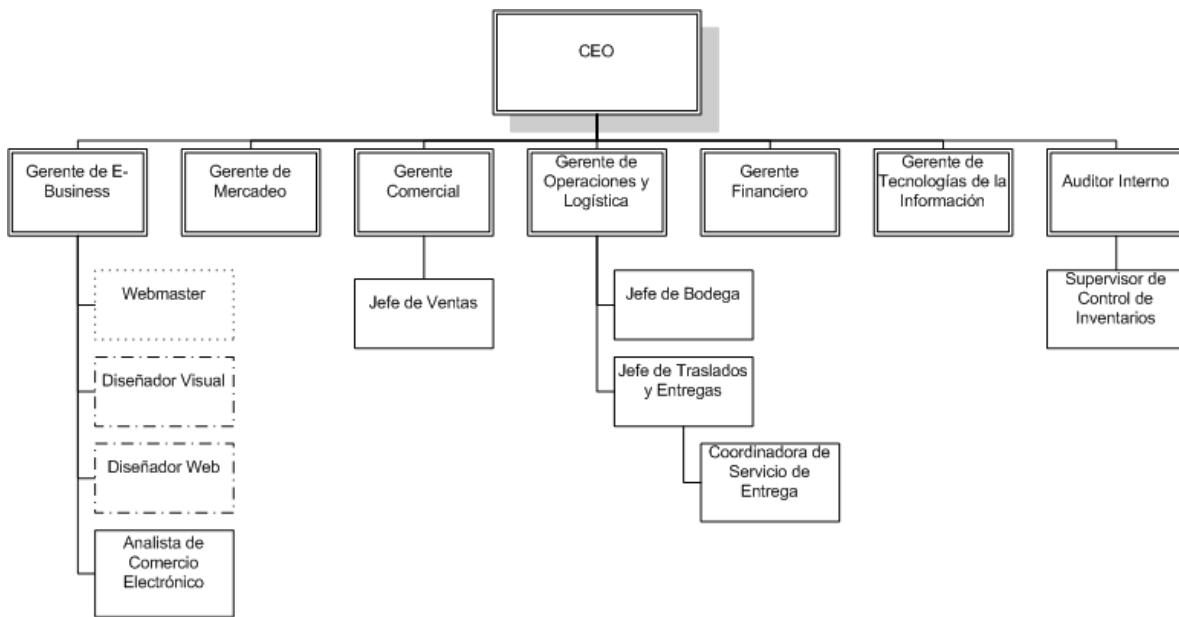 CEO
Gerente de E-
Business
Gerente de
Mercadeo
Gerente
Comercial
Gerente de
Operaciones y
Logística
Gerente
Financiero
Gerente de
Tecnologías de la
Información
Auditor Interno
Webmaster
Diseñador Visual
Diseñador Web
Analista de
Comercio
Electrónico
Jefe de Ventas
Jefe de Bodega
Jefe de Traslados
y Entregas
Coordinadora de
Servicio de
Entrega
Supervisor de
Control de
Inventarios